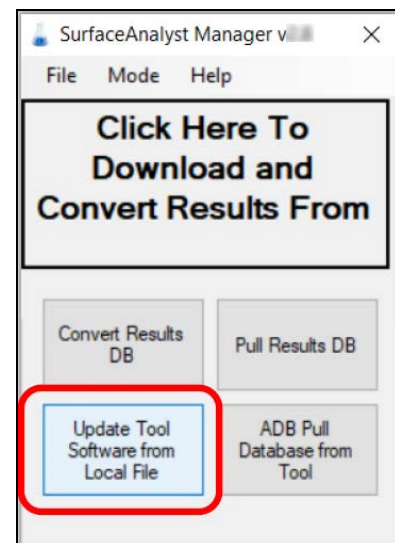 SurfaceAnalyst Manager v
File Mode Help
Click Here To
Download and
Convert Results From
Convert Results
DB
Pull Results DB
Update Tool
Software from
Local File
ADB Pull
Database from
Tool